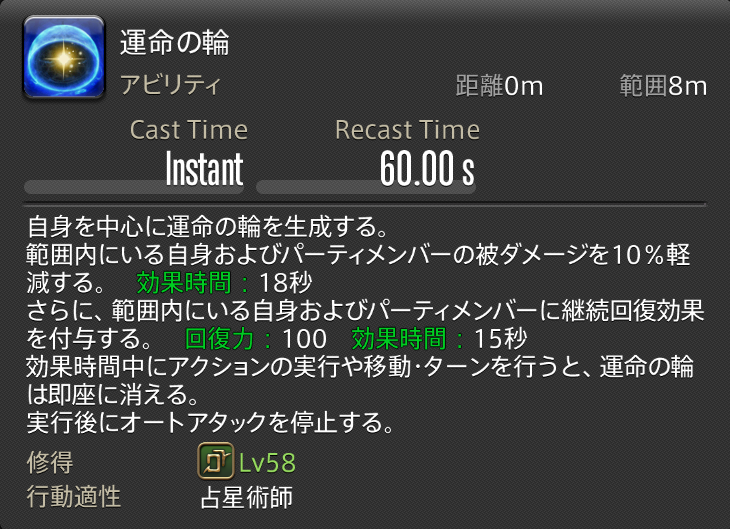 運命の輪
アビリティ 距離0m 範囲8m
Cast Time Recast Time
Instant 60.00 s
自身を中心に運命の輪を生成する。
範囲内にいる自身およびパーティメンバーの被ダメージを10％軽
減する。 効果時間：18秒
さらに、範囲内にいる自身およびパーティメンバーに継続回復効果
を付与する。 回復力：100 効果時間：15秒
効果時間中にアクションの実行や移動・ターンを行うと、運命の輪
は即座に消える。
実行後にオートアタックを停止する。
修得 Lv58
行動適性 占星術師